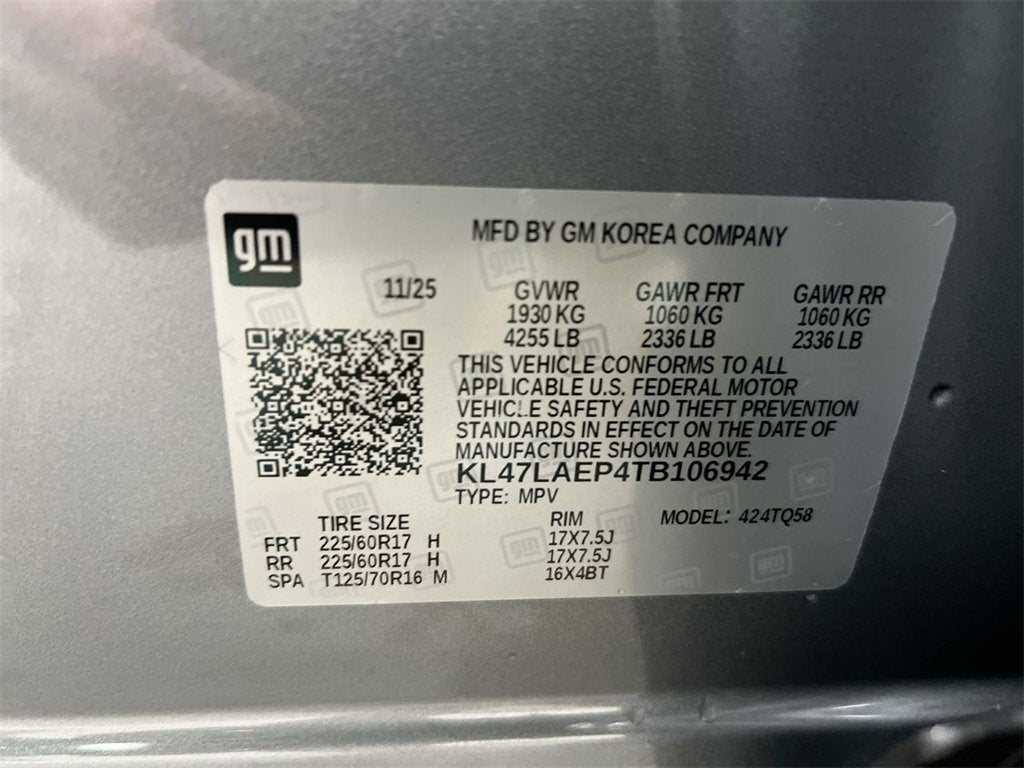 gm
MFD BY GM KOREA COMPANY
11/25
GVWR GAWR FRT GAWR RR
1930 KG 1060 KG 1060 KG
4255 LB 2336 LB 2336 LB
THIS VEHICLE CONFORMS TO ALL
APPLICABLE U.S. FEDERAL MOTOR
VEHICLE SAFETY AND THEFT PREVENTION
STANDARDS IN EFFECT ON THE DATE OF
MANUFACTURE SHOWN ABOVE.
KL47LAEP4TB106942
TYPE: MPV MODEL: 424TQ58
TIRE SIZE RIM
FRT 225/60R17 H 17X7.5J
RR 225/60R17 H 17X7.5J
SPA T125/70R16 M 16X4BT